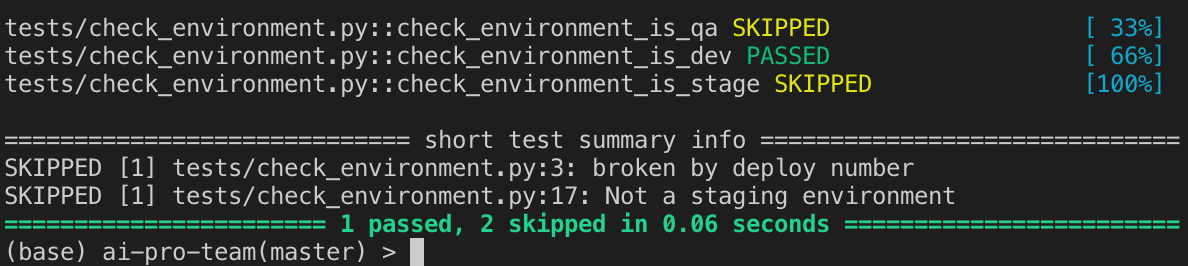 tests/check_environment.py::check_environment_is_qa SKIPPED [ 33%]
tests/check_environment.py::check_environment_is_dev PASSED [ 66%]
tests/check_environment.py::check_environment_is_stage SKIPPED [100%]
============================= short test summary info ==============================
SKIPPED [1] tests/check_environment.py:3: broken by deploy number
SKIPPED [1] tests/check_environment.py:17: Not a staging environment
======================= 1 passed, 2 skipped in 0.06 seconds ========================
(base) ai-pro-team(master) >